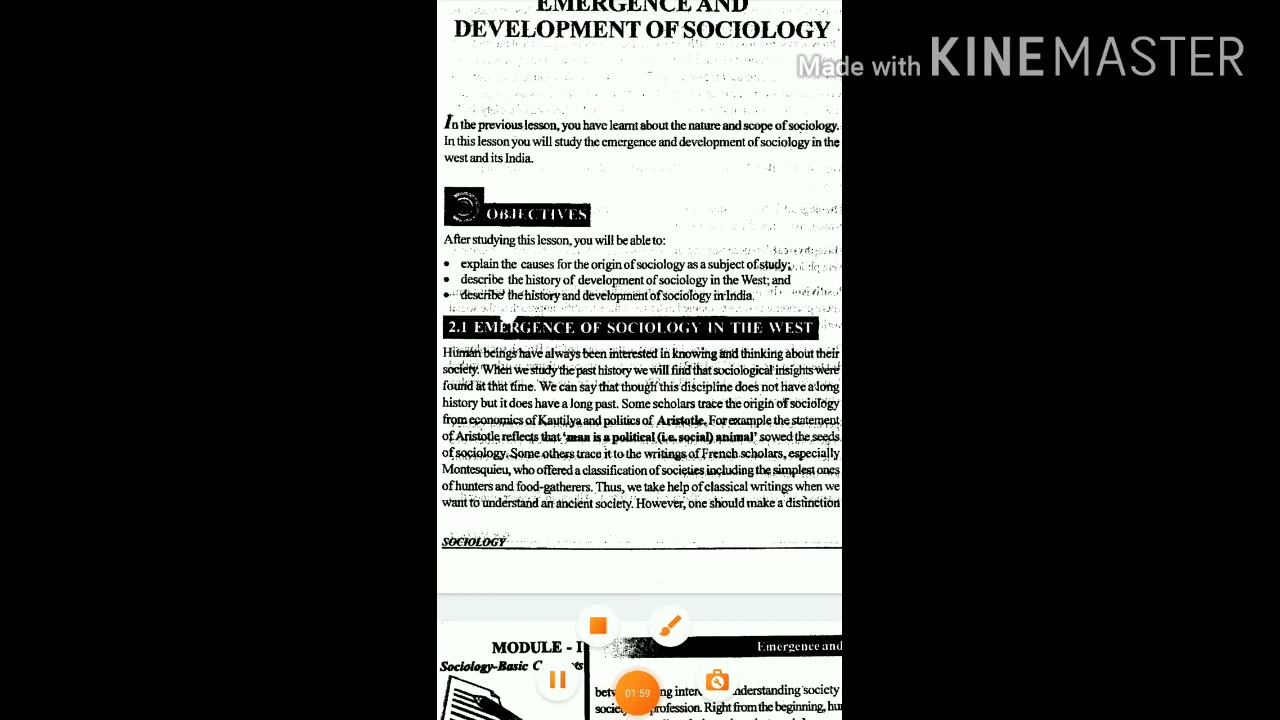 EMERGENCE AND
DEVELOPMENT OF SOCIOLOGY
Made with KINEMASTER
In the previous lesson, you have learnt about the nature and scope of sociology.
In this lesson you will study the emergence and development of sociology in the
west and its India.
OBJECTIVES
After studying this lesson, you will be able to:
• explain the causes for the origin of sociology as a subject of study;
• describe the history of development of sociology in the West; and
• describe the history and development of sociology in India.
2.1 EMERGENCE OF SOCIOLOGY IN THE WEST
Human beings have always been interested in knowing and thinking about their
society. When we study the past history we will find that sociological insights were
found at that time. We can say that though this discipline does not have a long
history but it does have a long past. Some scholars trace the origin of sociology
from economics of Kautilya and politics of Aristotle. For example the statement
of Aristotle reflects that 'man is a political (i.e. social) animal' sowed the seeds
of sociology. Some others trace it to the writings of French scholars, especially
Montesquieu, who offered a classification of societies including the simplest ones
of hunters and food-gatherers. Thus, we take help of classical writings when we
want to understand an ancient society. However, one should make a distinction
SOCIOLOGY
MODULE - I
Sociology-Basic
Emergence and
01:59
understanding society
profession. Right from the beginning,